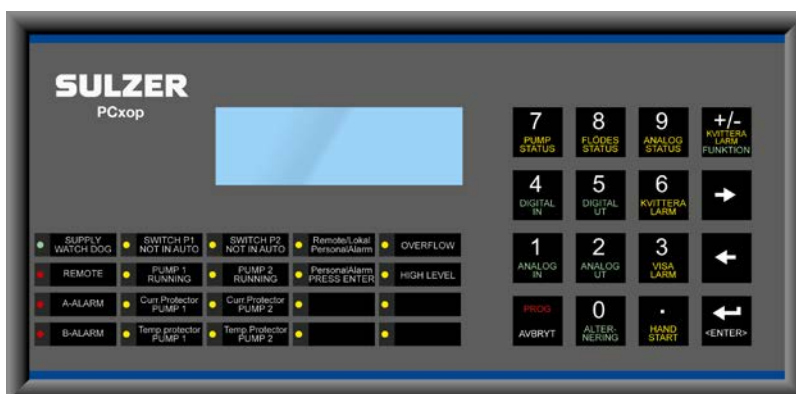 SULZER
PCxop
SUPPLY
WATCH DOG
SWITCH P1
NOT IN AUTO
SWITCH P2
NOT IN AUTO
Remote/Lokal
PersonalAlarm
OVERFLOW
REMOTE
PUMP 1
RUNNING
PUMP 2
RUNNING
PersonalAlarm
PRESS ENTER
HIGH LEVEL
A-ALARM
Curr.Protector
PUMP 1
Curr.Protector
PUMP 2
B-ALARM
Temp.protector
PUMP 1
Temp.Protector
PUMP 2
7
PUMP
STATUS
8
FLÖDES
STATUS
9
ANALOG
STATUS
+/-
KVITTERA
LARM
FUNKTION
4
DIGITAL
IN
5
DIGITAL
UT
6
KVITTERA
LARM
1
ANALOG
IN
2
ANALOG
UT
3
VISA
LARM
PROG
AVBRYT
0
ALTER-
NERING
.
HAND
START
<ENTER>